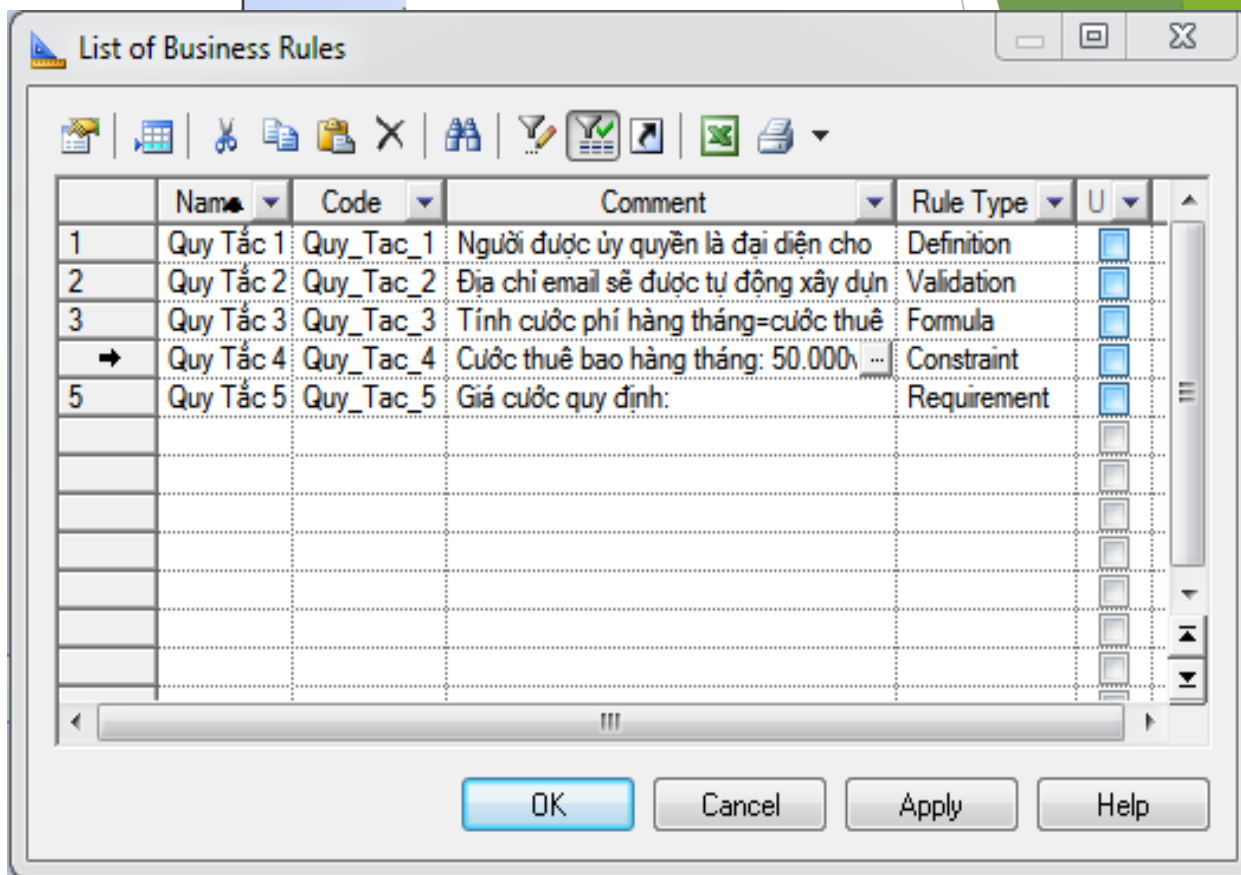 List of Business Rules
Name Code Comment Rule Type U
1 Quy Tắc 1 Quy_Tac_1 Người được ủy quyền là đại diện cho Definition
2 Quy Tắc 2 Quy_Tac_2 Địa chỉ email sẽ được tự động xây dựn Validation
3 Quy Tắc 3 Quy_Tac_3 Tính cước phí hàng tháng=cước thuê Formula
Quy Tắc 4 Quy_Tac_4 Cước thuê bao hàng tháng: 50.000v ... Constraint
5 Quy Tắc 5 Quy_Tac_5 Giá cước quy định: Requirement
OK Cancel Apply Help